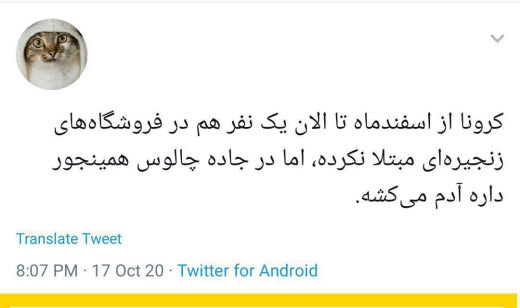 کرونا از اسفندماه تا الان یک نفر هم در فروشگاه‌های
زنجیره‌ای مبتلا نکرده، اما در جاده چالوس همینجور
داره آدم می‌کشه.
Translate Tweet
8:07 PM · 17 Oct 20 · Twitter for Android